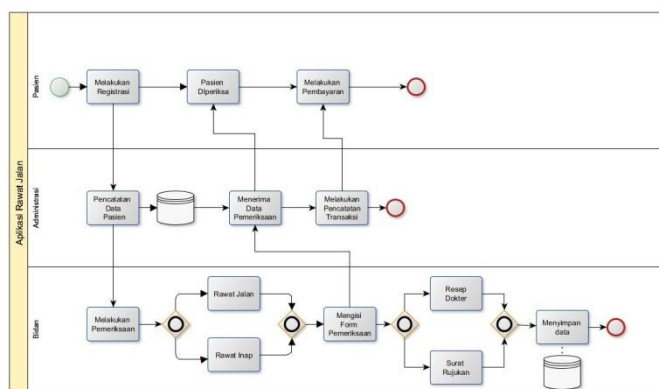 Aplikasi Rawat Jalan
Pasien
Melakukan
Registrasi
Pasien
DIperiksa
Melakukan
Pembayaran
Administrasi
Pencatatan
Data
Pasien
Menerima
Data
Pemeriksaan
Melakukan
Pencatatan
Transaksi
Bidan
Melakukan
Pemeriksaan
Rawat Jalan
Rawat Inap
Mengisi
Form
Pemeriksaan
Resep
Dokter
Surat
Rujukan
Menyimpan
data